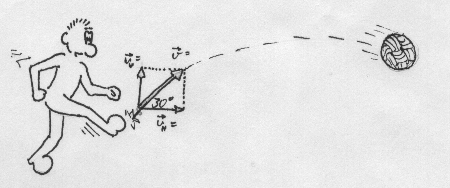 v⃗ᵥ= v⃗=
30°
v⃗ₕ=